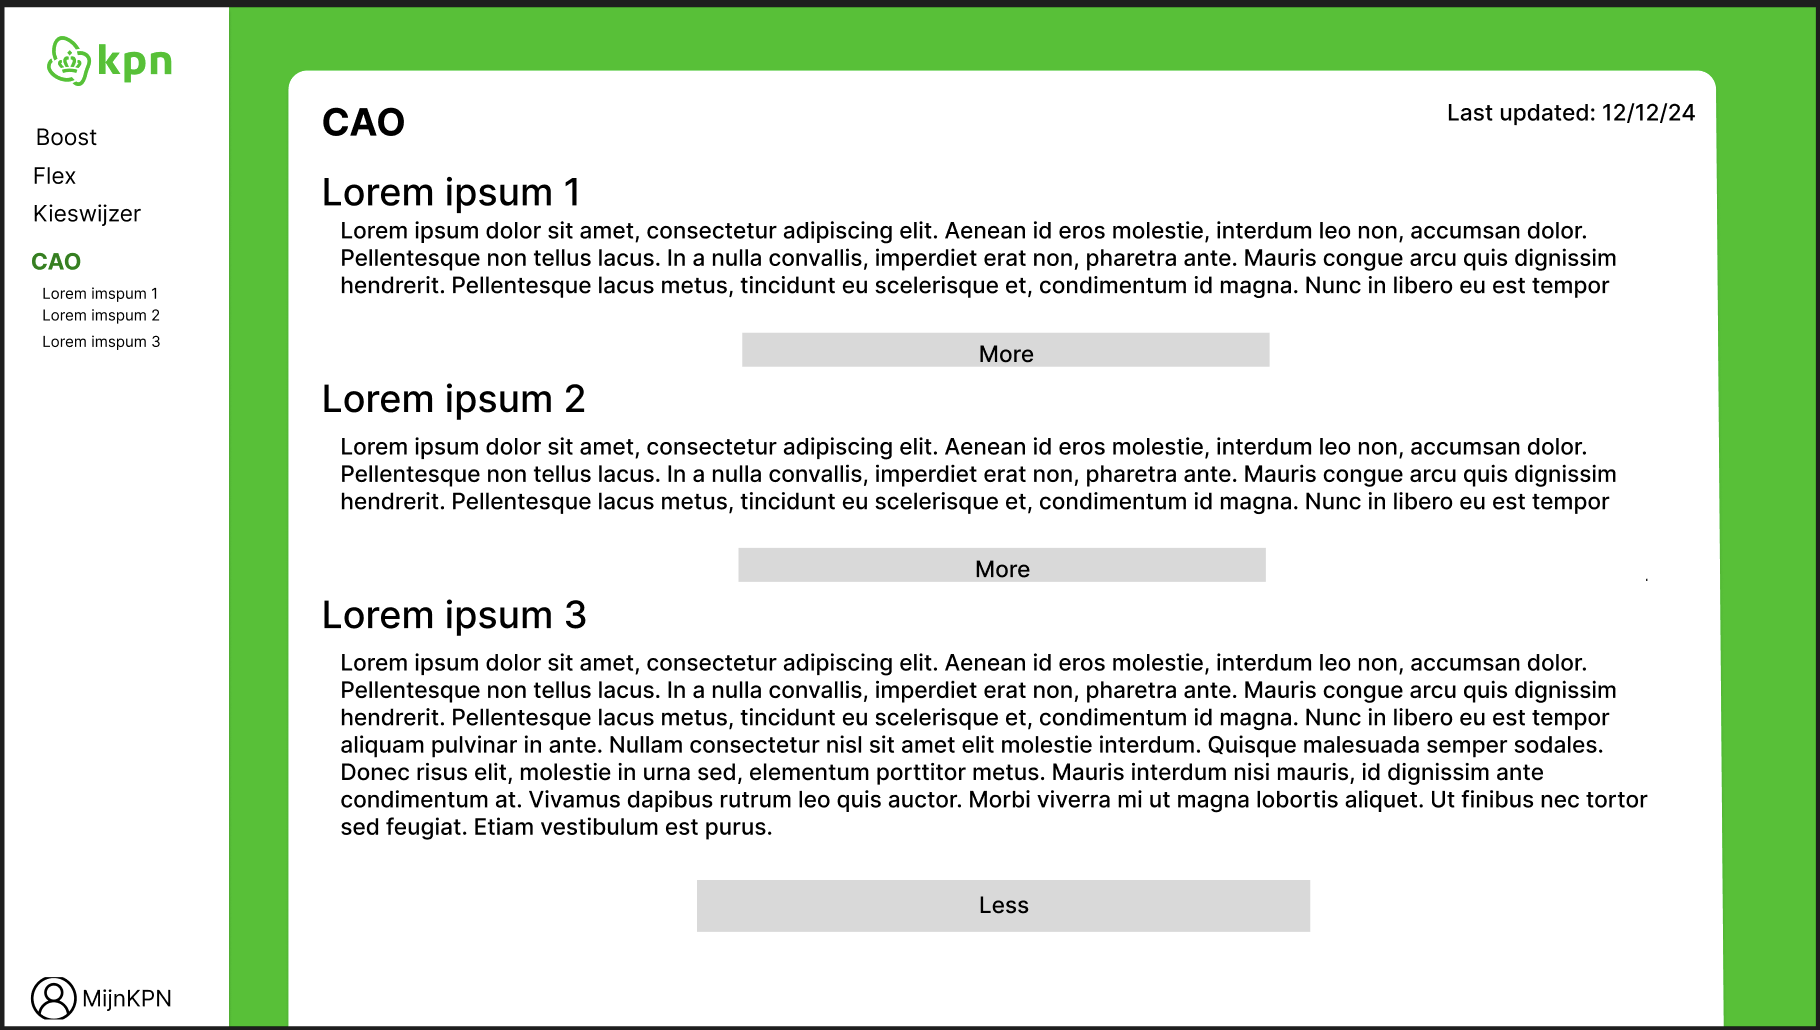 kpn
Boost
Flex
Kieswijzer
CAO
Lorem imspum 1
Lorem imspum 2
Lorem imspum 3
MijnKPN
CAO
Last updated: 12/12/24
Lorem ipsum 1
Lorem ipsum dolor sit amet, consectetur adipiscing elit. Aenean id eros molestie, interdum leo non, accumsan dolor.
Pellentesque non tellus lacus. In a nulla convallis, imperdiet erat non, pharetra ante. Mauris congue arcu quis dignissim
hendrerit. Pellentesque lacus metus, tincidunt eu scelerisque et, condimentum id magna. Nunc in libero eu est tempor
More
Lorem ipsum 2
Lorem ipsum dolor sit amet, consectetur adipiscing elit. Aenean id eros molestie, interdum leo non, accumsan dolor.
Pellentesque non tellus lacus. In a nulla convallis, imperdiet erat non, pharetra ante. Mauris congue arcu quis dignissim
hendrerit. Pellentesque lacus metus, tincidunt eu scelerisque et, condimentum id magna. Nunc in libero eu est tempor
More
Lorem ipsum 3
Lorem ipsum dolor sit amet, consectetur adipiscing elit. Aenean id eros molestie, interdum leo non, accumsan dolor.
Pellentesque non tellus lacus. In a nulla convallis, imperdiet erat non, pharetra ante. Mauris congue arcu quis dignissim
hendrerit. Pellentesque lacus metus, tincidunt eu scelerisque et, condimentum id magna. Nunc in libero eu est tempor
aliquam pulvinar in ante. Nullam consectetur nisl sit amet elit molestie interdum. Quisque malesuada semper sodales.
Donec risus elit, molestie in urna sed, elementum porttitor metus. Mauris interdum nisi mauris, id dignissim ante
condimentum at. Vivamus dapibus rutrum leo quis auctor. Morbi viverra mi ut magna lobortis aliquet. Ut finibus nec tortor
sed feugiat. Etiam vestibulum est purus.
Less